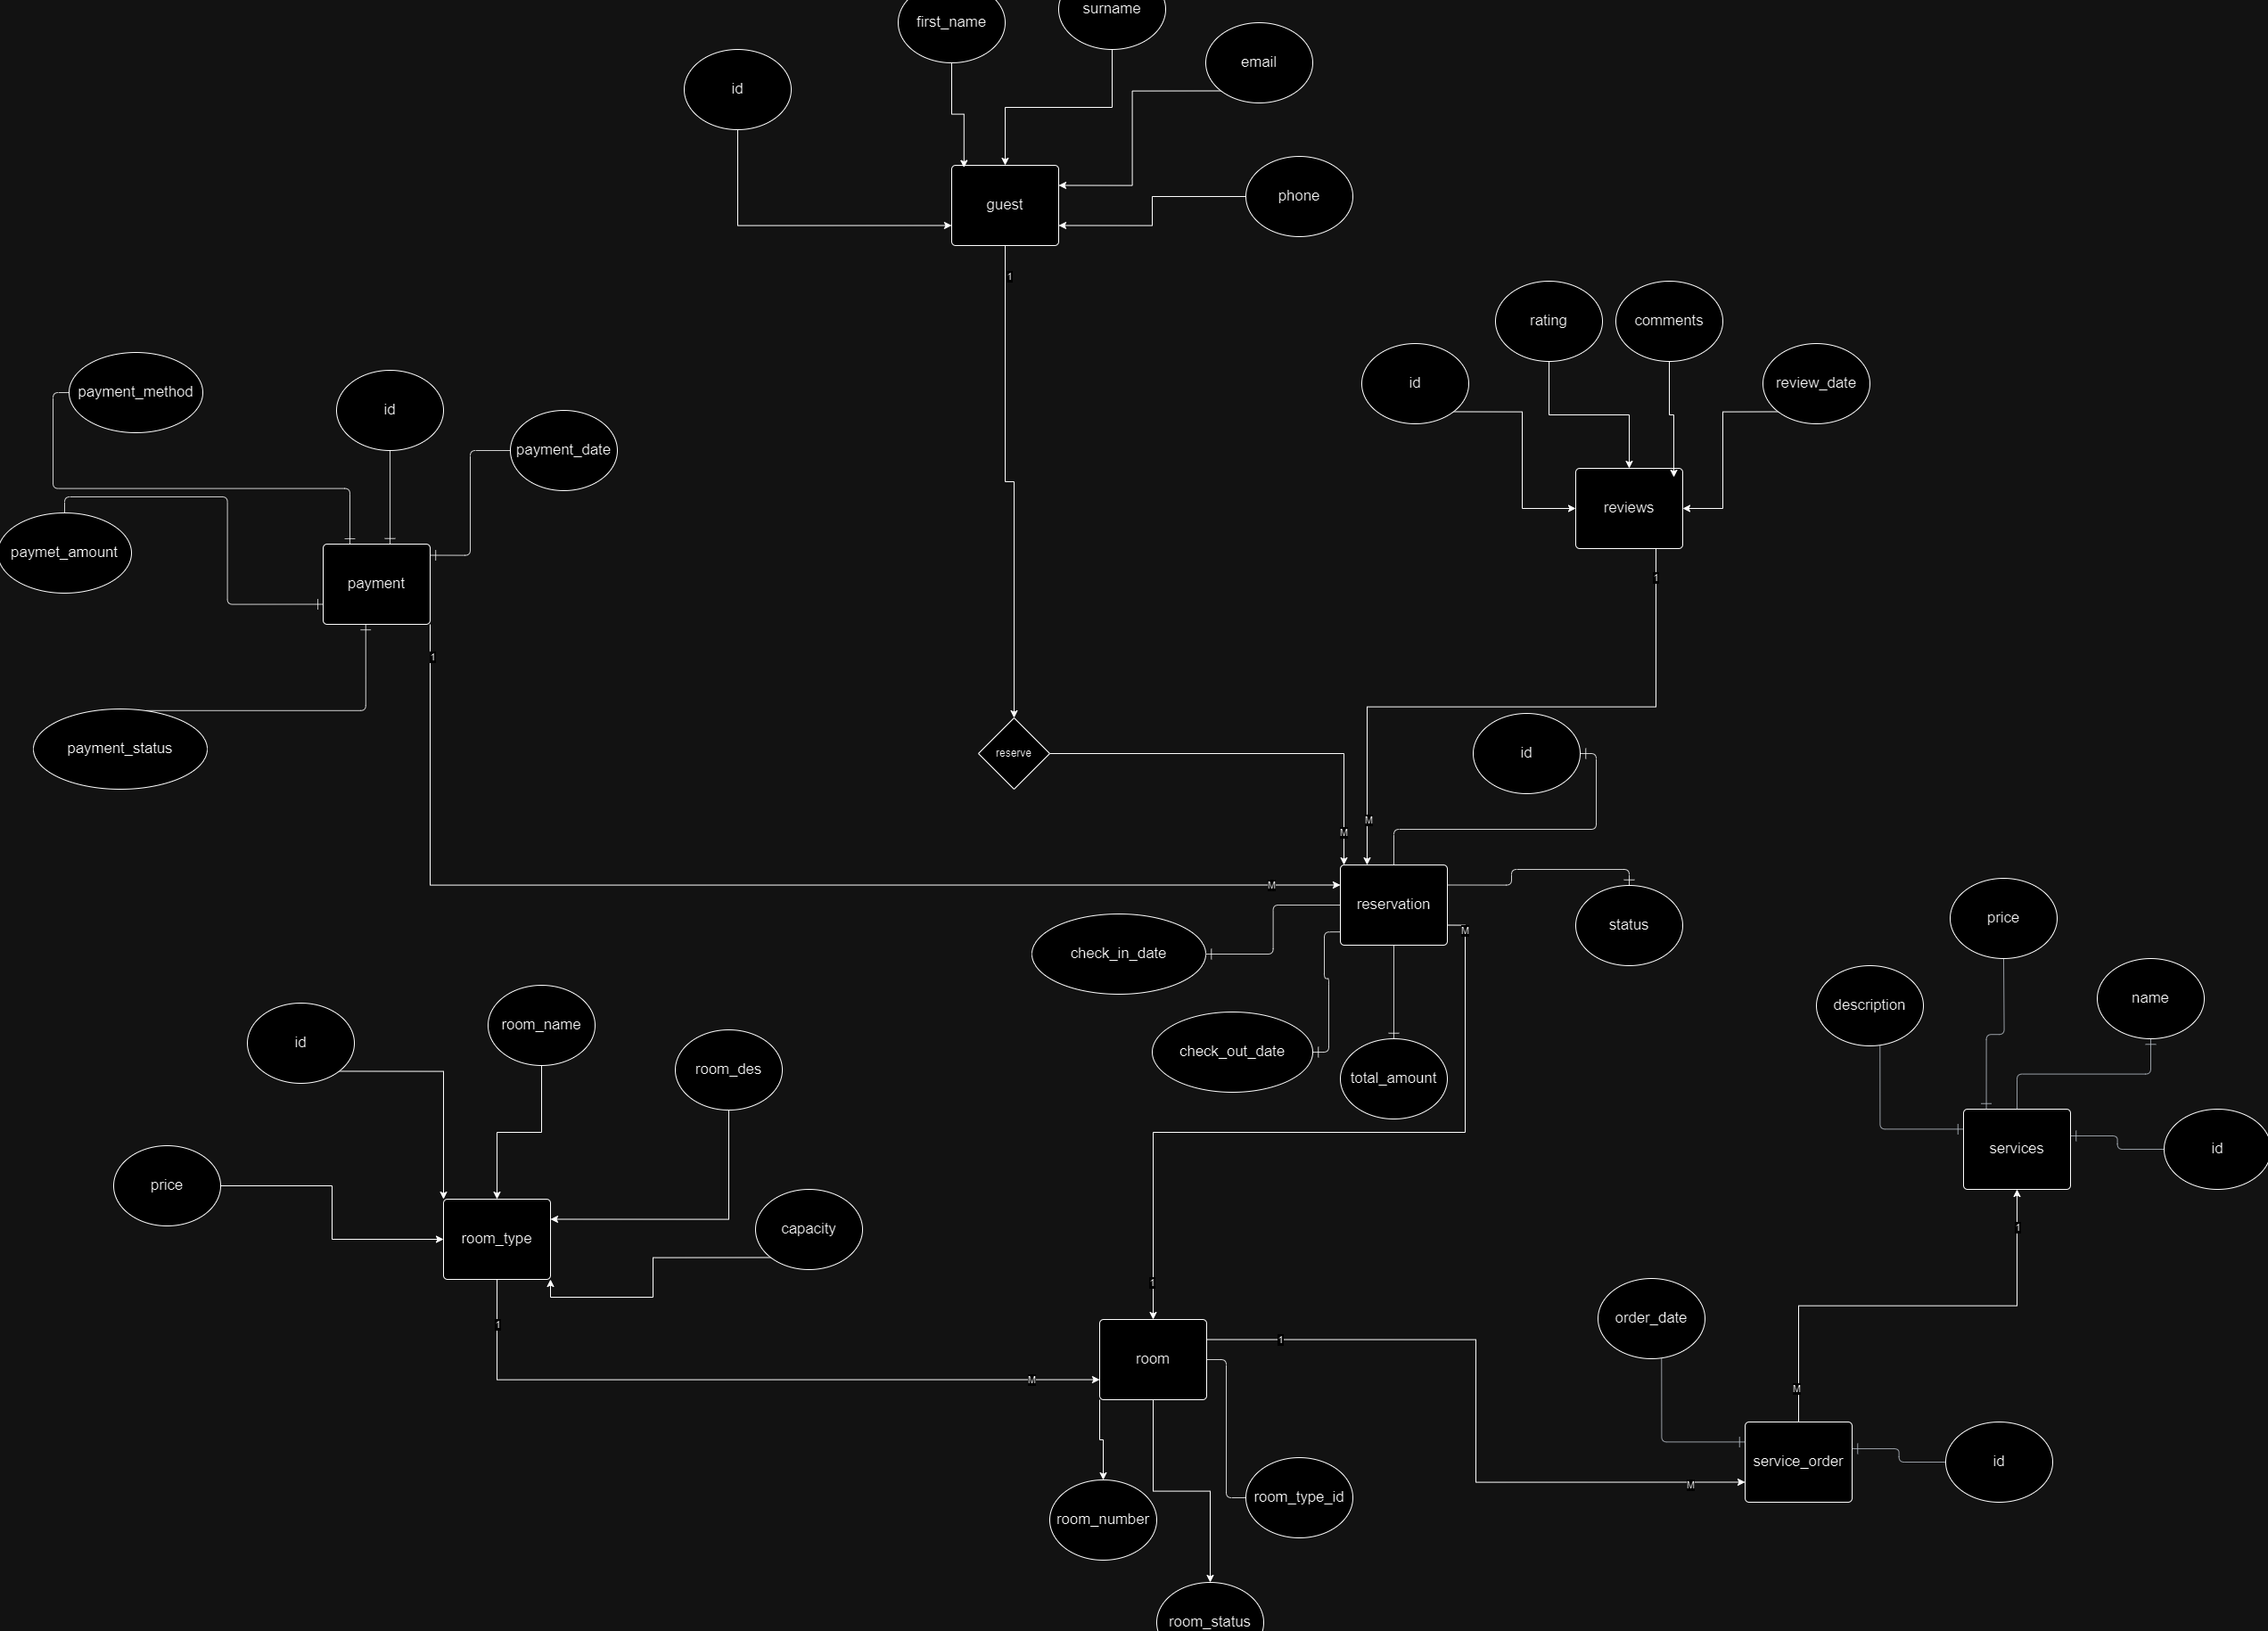 surname
first_name
email
id
phone
guest
1
rating
comments
id
review_date
payment_method
id
payment_date
reviews
paymet_amount
payment
1
1
payment_status
reserve
id
M
M
M
reservation
status
price
M
check_in_date
name
description
id
room_name
check_out_date
room_des
total_amount
services
id
price
capacity
1
room_type
1
order_date
1
1
room
M
M
service_order
id
M
room_type_id
room_number
room_status